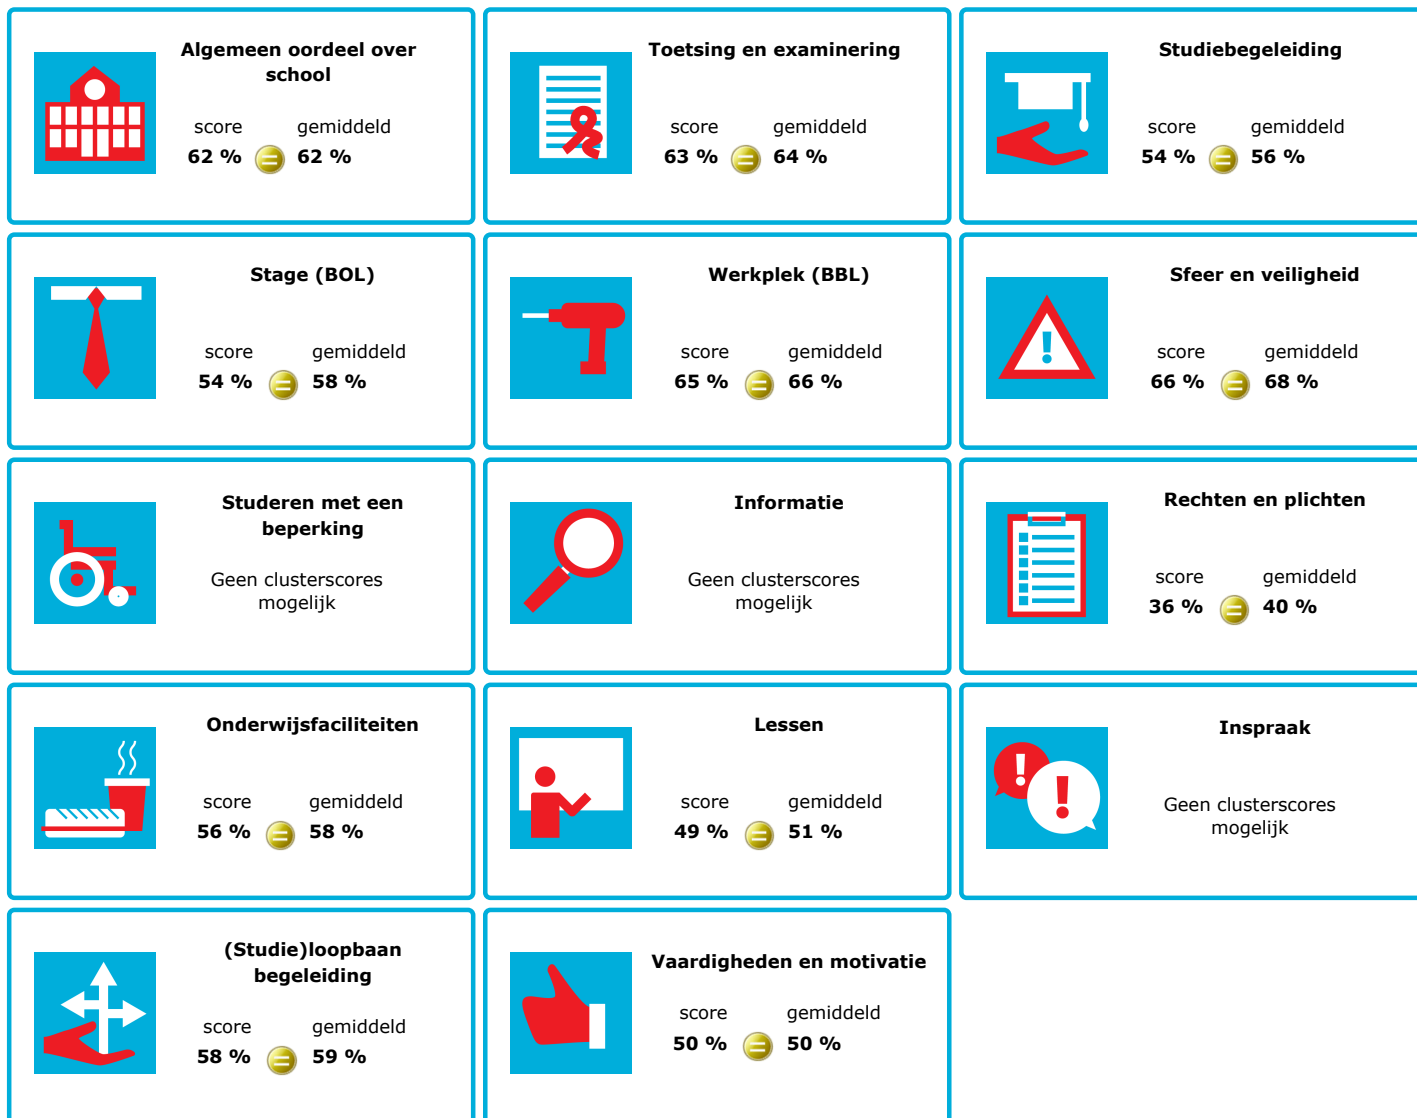 Algemeen oordeel over
school
score gemiddeld
62 % = 62 %
Toetsing en examinering
score gemiddeld
63 % = 64 %
Studiebegeleiding
score gemiddeld
54 % = 56 %
Stage (BOL)
score gemiddeld
54 % = 58 %
Werkplek (BBL)
score gemiddeld
65 % = 66 %
Sfeer en veiligheid
!
score gemiddeld
66 % = 68 %
Studeren met een
beperking
Geen clusterscores
mogelijk
Informatie
Geen clusterscores
mogelijk
Rechten en plichten
score gemiddeld
36 % = 40 %
Onderwijsfaciliteiten
score gemiddeld
56 % = 58 %
Lessen
score gemiddeld
49 % = 51 %
Inspraak
! !
Geen clusterscores
mogelijk
(Studie)loopbaan
begeleiding
score gemiddeld
58 % = 59 %
Vaardigheden en motivatie
score gemiddeld
50 % = 50 %